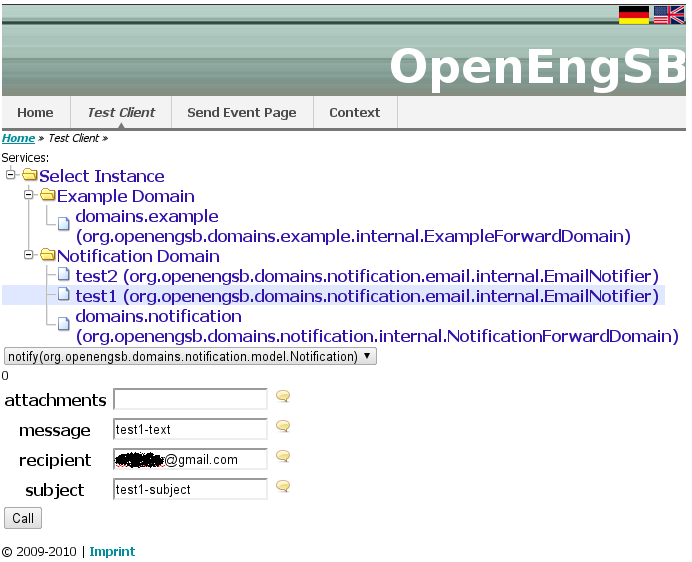 OpenEngSB
Home Test Client Send Event Page Context
Home » Test Client »
Services:
Select Instance
Example Domain
domains.example
(org.openengsb.domains.example.internal.ExampleForwardDomain)
Notification Domain
test2 (org.openengsb.domains.notification.email.internal.EmailNotifier)
test1 (org.openengsb.domains.notification.email.internal.EmailNotifier)
domains.notification
(org.openengsb.domains.notification.internal.NotificationForwardDomain)
notify(org.openengsb.domains.notification.model.Notification)
0
attachments
message test1-text
recipient @gmail.com
subject test1-subject
Call
© 2009-2010 | Imprint